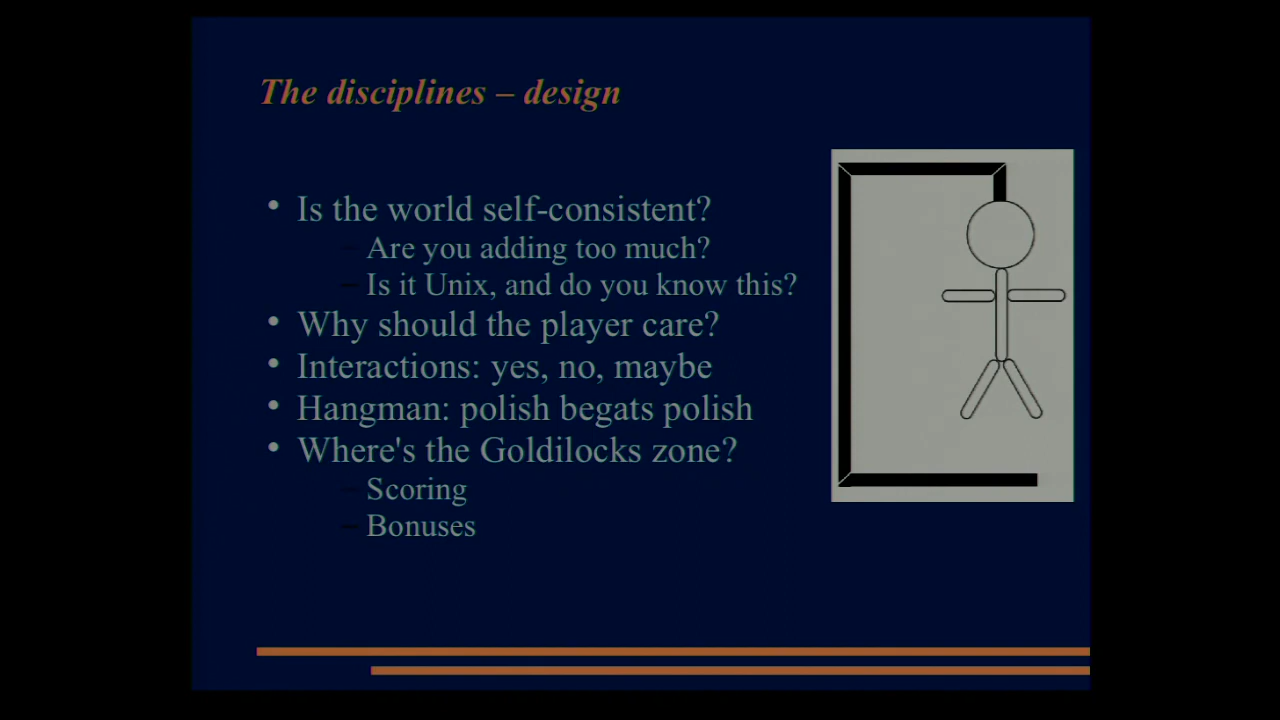 The disciplines – design
• Is the world self-consistent?
– Are you adding too much?
– Is it Unix, and do you know this?
• Why should the player care?
• Interactions: yes, no, maybe
• Hangman: polish begats polish
• Where's the Goldilocks zone?
– Scoring
– Bonuses